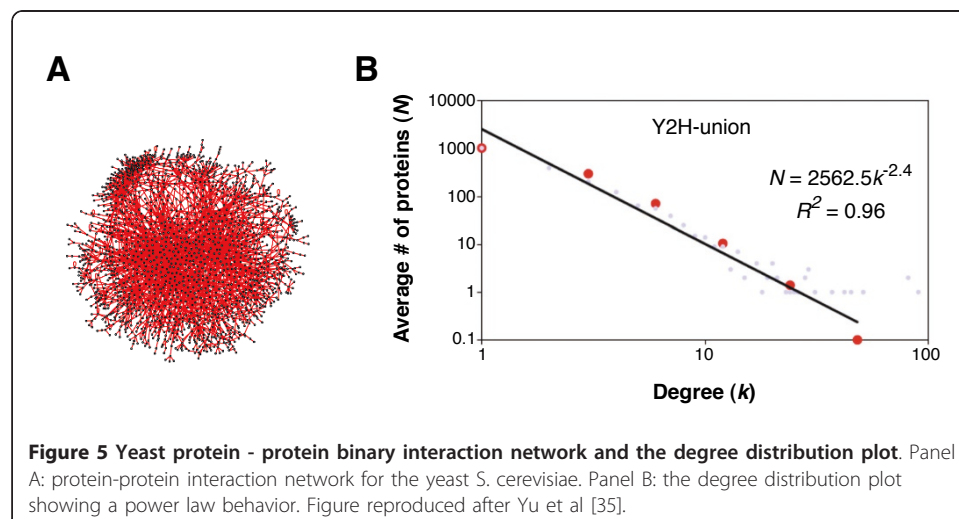 A
B
Average # of proteins (N)
10000
1000
100
10
1
0.1
Y2H-union
N = 2562.5k^-2.4
R^2 = 0.96
1
10
100
Degree (k)
Figure 5 Yeast protein - protein binary interaction network and the degree distribution plot. Panel
A: protein-protein interaction network for the yeast S. cerevisiae. Panel B: the degree distribution plot
showing a power law behavior. Figure reproduced after Yu et al [35].